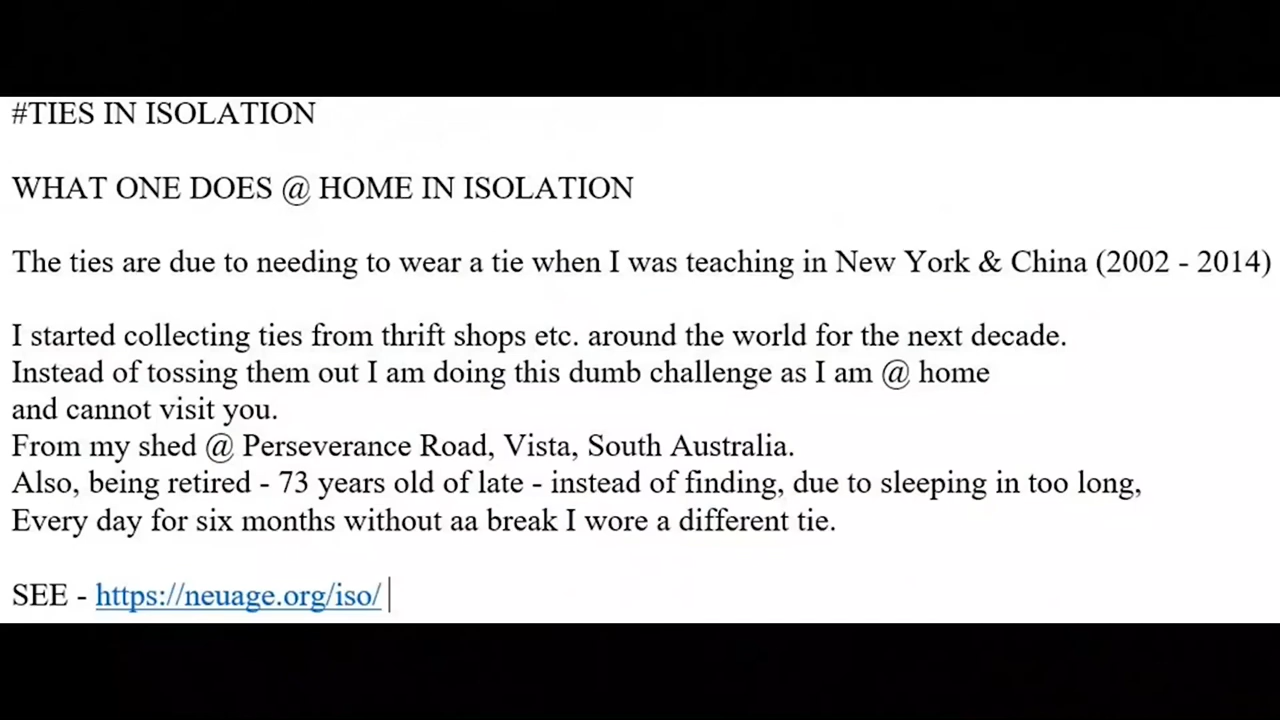 #TIES IN ISOLATION
WHAT ONE DOES @ HOME IN ISOLATION
The ties are due to needing to wear a tie when I was teaching in New York & China (2002 - 2014)
I started collecting ties from thrift shops etc. around the world for the next decade.
Instead of tossing them out I am doing this dumb challenge as I am @ home
and cannot visit you.
From my shed @ Perseverance Road, Vista, South Australia.
Also, being retired - 73 years old of late - instead of finding, due to sleeping in too long,
Every day for six months without aa break I wore a different tie.
SEE - https://neuage.org/iso/